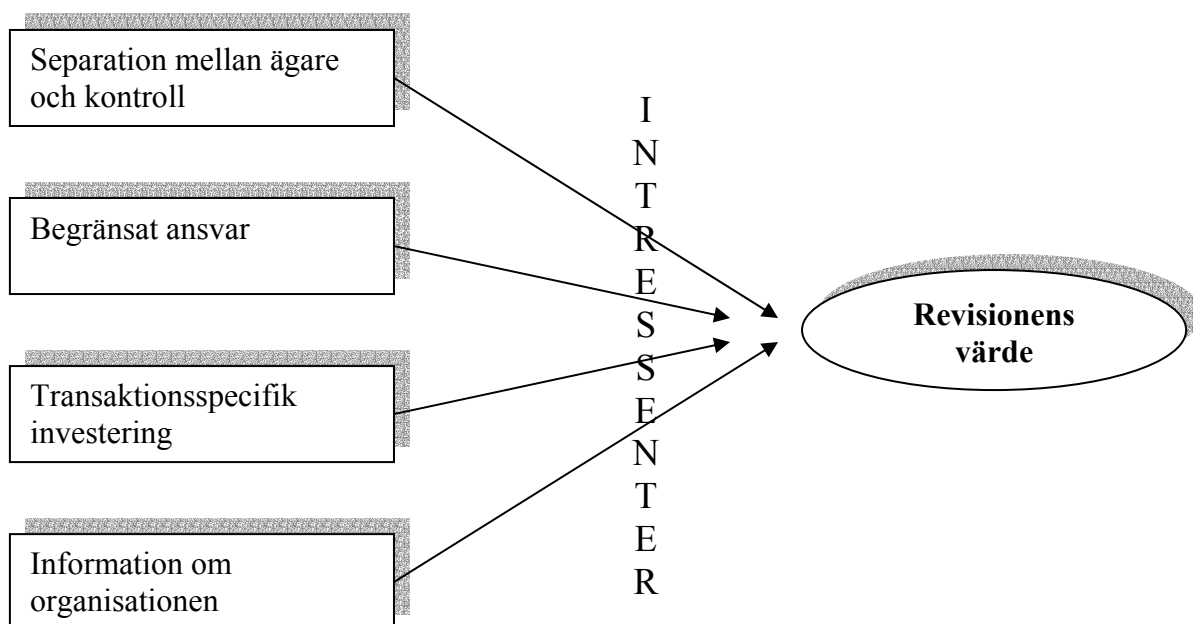 Separation mellan ägare
och kontroll
Begränsat ansvar
Transaktionsspecifik
investering
Information om
organisationen
I
N
T
R
E
S
S
E
N
T
E
R
Revisionens
värde